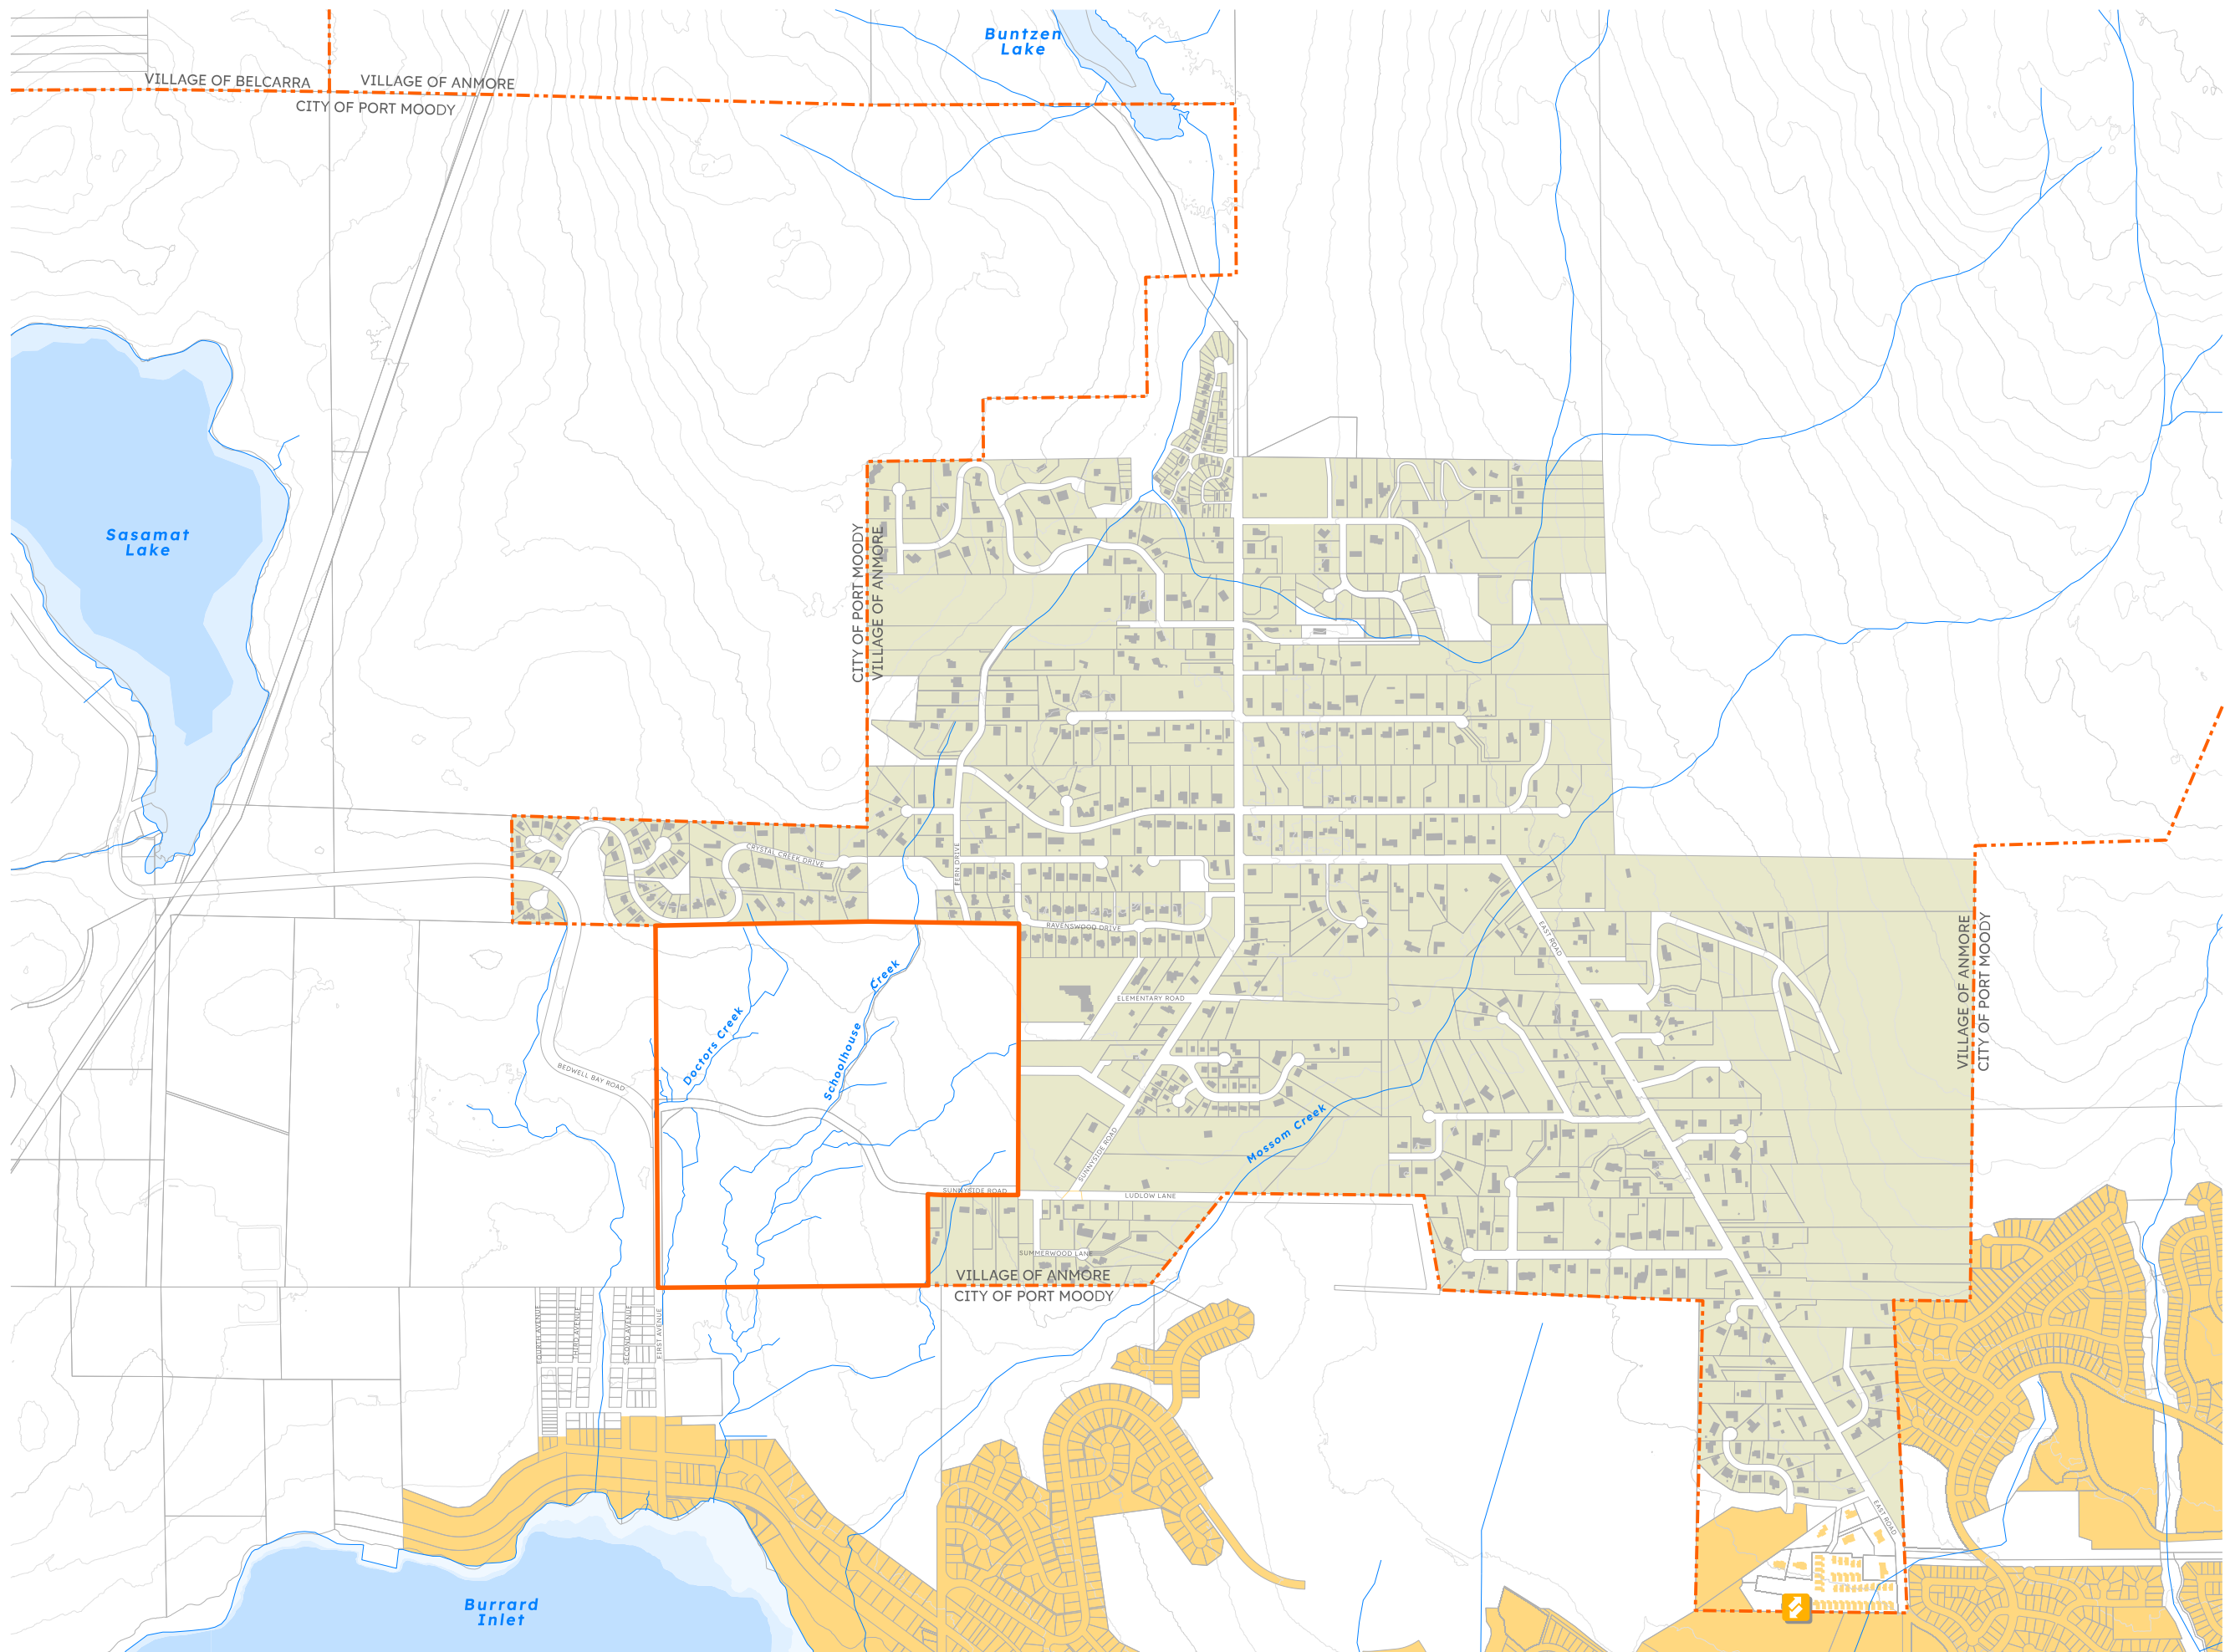 Buntzen
Lake
VILLAGE OF BELCARRA
VILLAGE OF ANMORE
CITY OF PORT MOODY
Sasamat
Lake
CITY OF PORT MOODY
VILLAGE OF ANMORE
CRYSTAL CREEK DRIVE
FERN DRIVE
RAVENSWOOD DRIVE
EAST ROAD
VILLAGE OF ANMORE
CITY OF PORT MOODY
ELEMENTARY ROAD
Doctors Creek
Schoolhouse Creek
BEDWELL BAY ROAD
Mossom Creek
SUNNYSIDE ROAD
SUNNYSIDE ROAD
LUDLOW LANE
SUMMERWOOD LANE
VILLAGE OF ANMORE
CITY OF PORT MOODY
FOURTH AVENUE
THIRD AVENUE
SECOND AVENUE
FIRST AVENUE
EAST ROAD
Burrard
Inlet